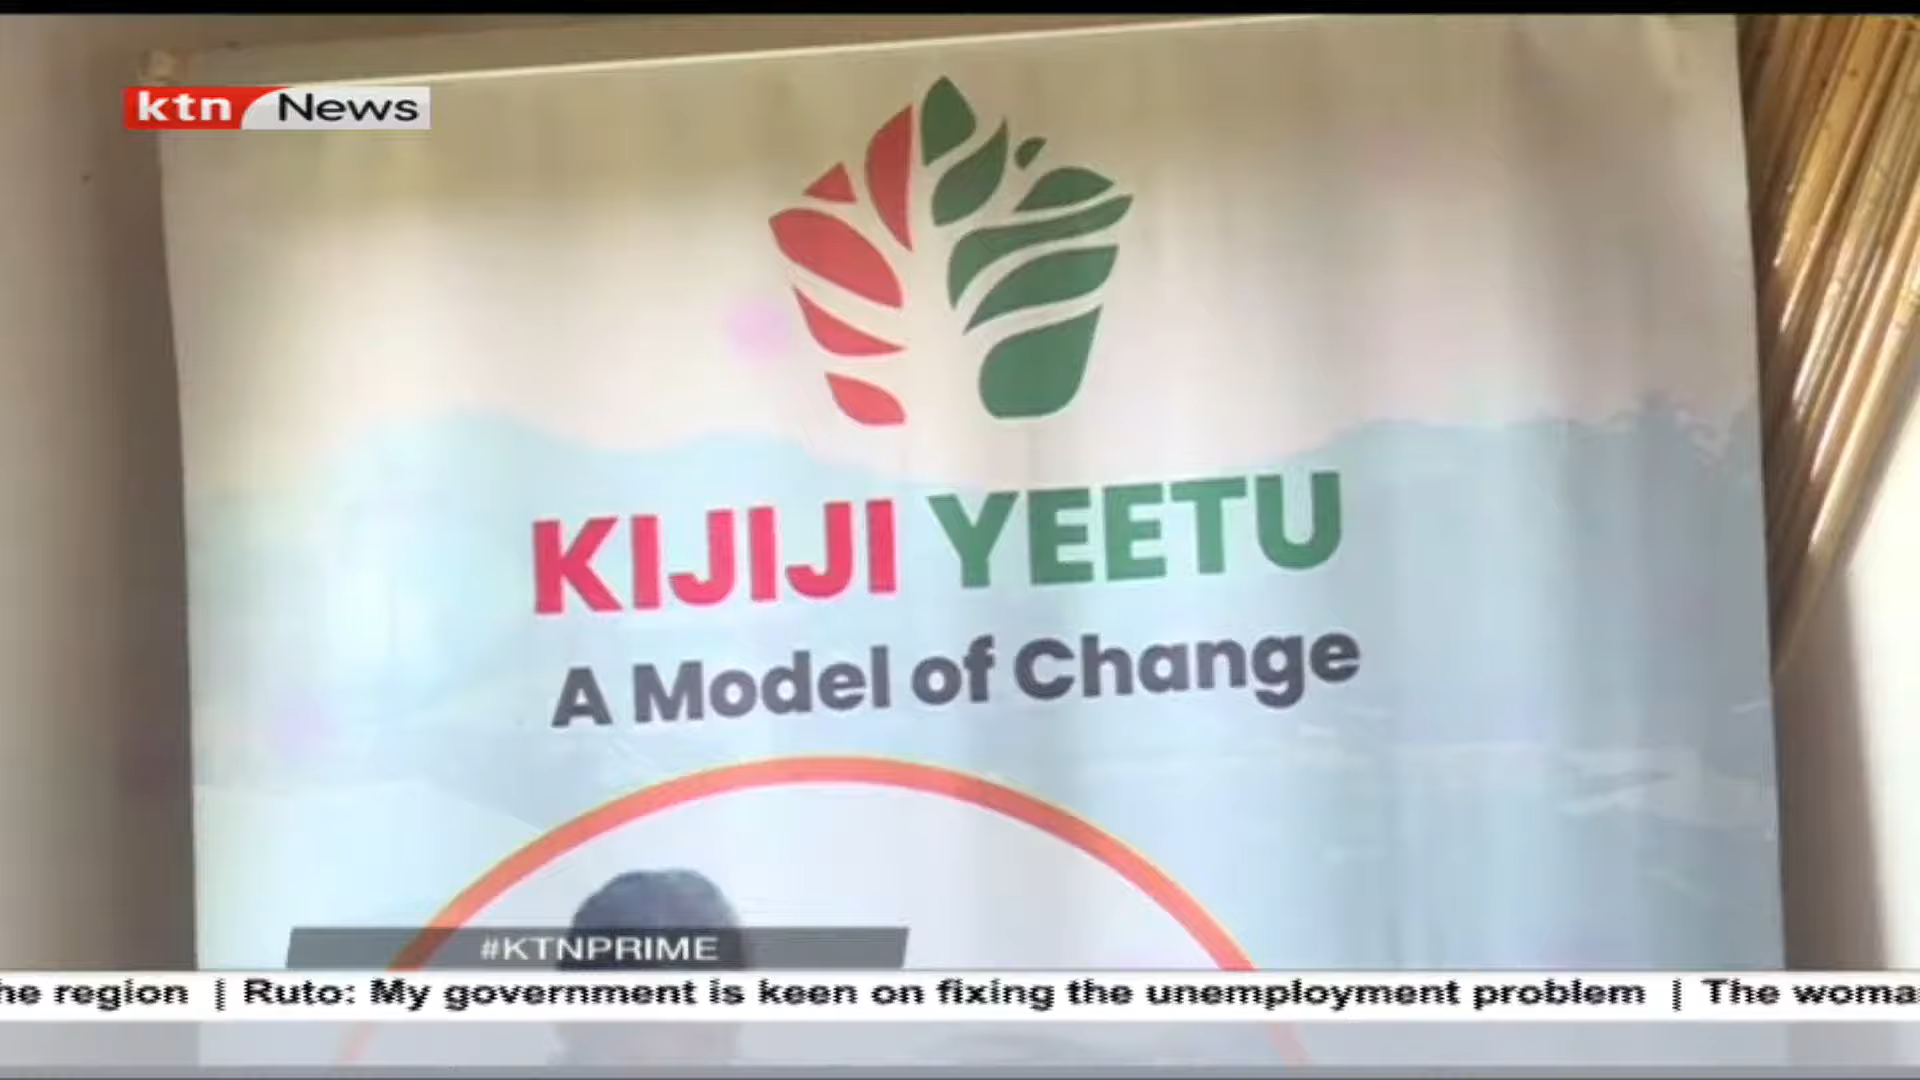 ktn News
KIJIJI YEETU
A Model of Change
#KTNPRIME
he region | Ruto: My government is keen on fixing the unemployment problem | The woma